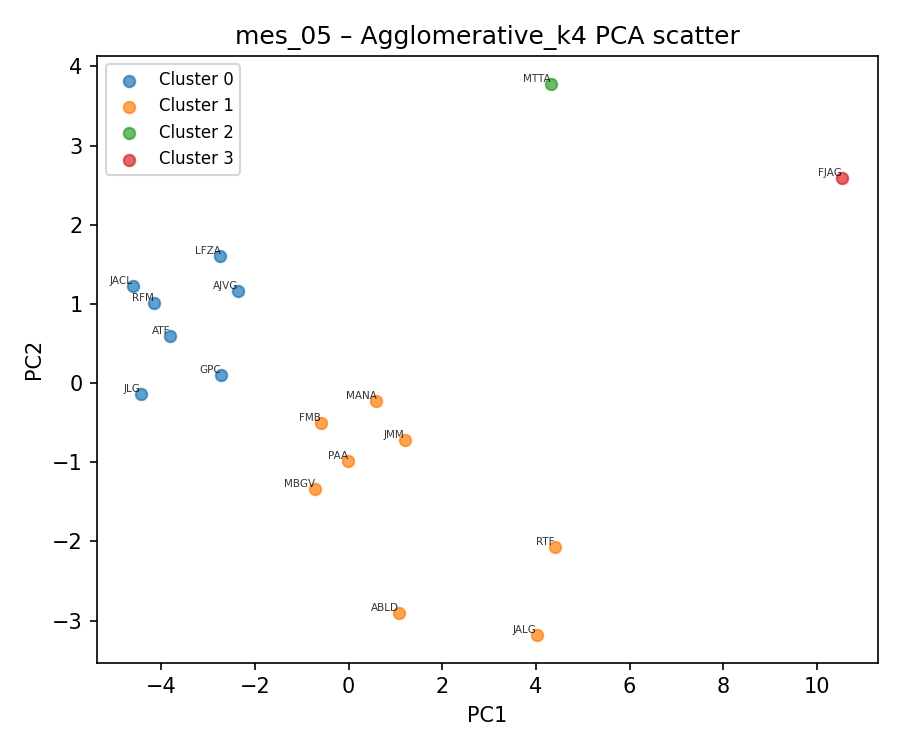 mes_05 – Agglomerative_k4 PCA scatter
Cluster 0
Cluster 1
Cluster 2
Cluster 3
MTTA
FJAG
LFZA
JACL
AJVG
RFM
ATF
GPC
JLG
MANA
FMB
JMM
PAA
MBGV
RTF
ABLD
JALG
PC2
4
3
2
1
0
−1
−2
−3
−4 −2 0 2 4 6 8 10
PC1